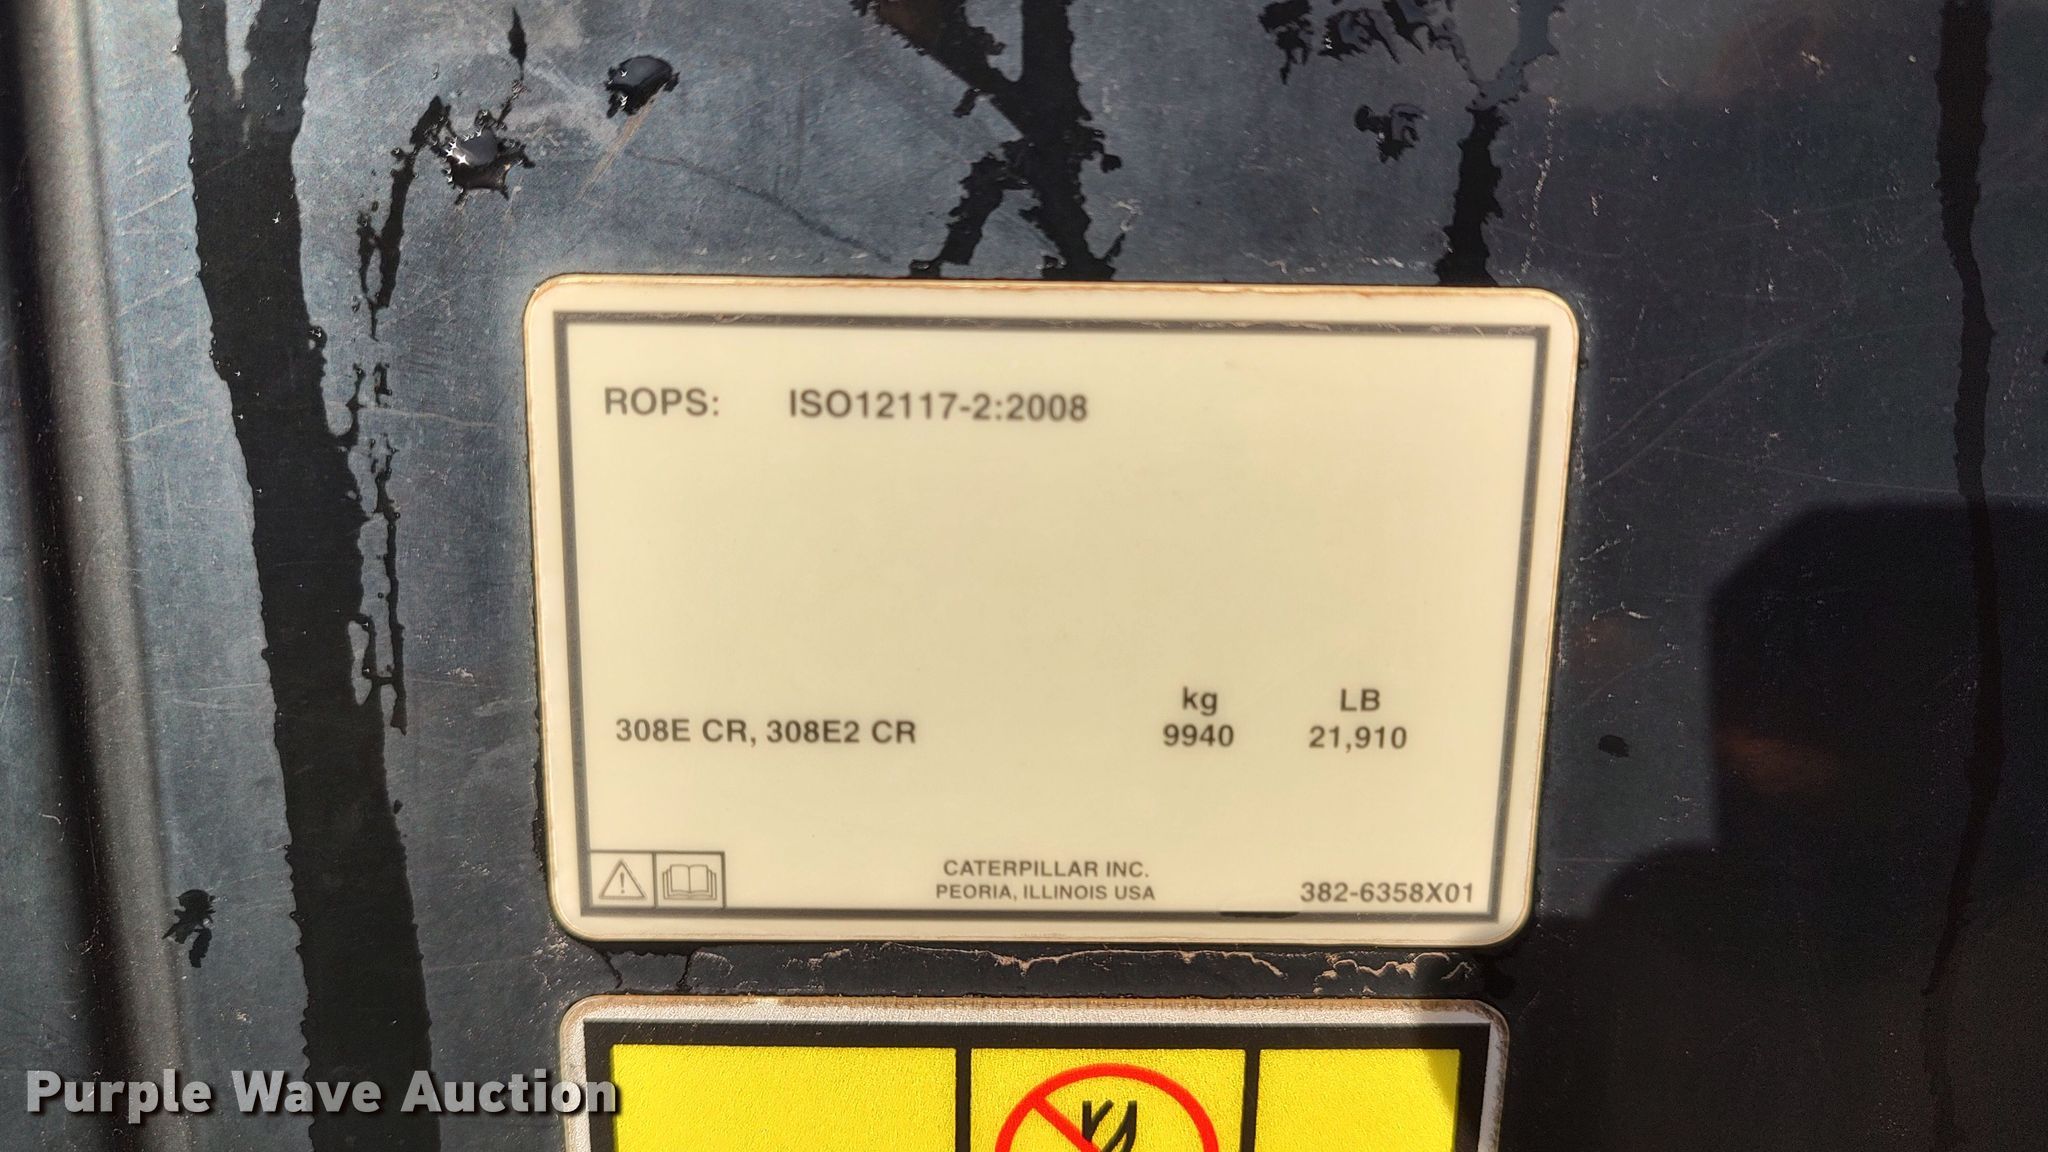 ROPS: ISO12117-2:2008
kg LB
308E CR, 308E2 CR 9940 21,910
CATERPILLAR INC.
PEORIA, ILLINOIS USA 382-6358X01
Purple Wave Auction